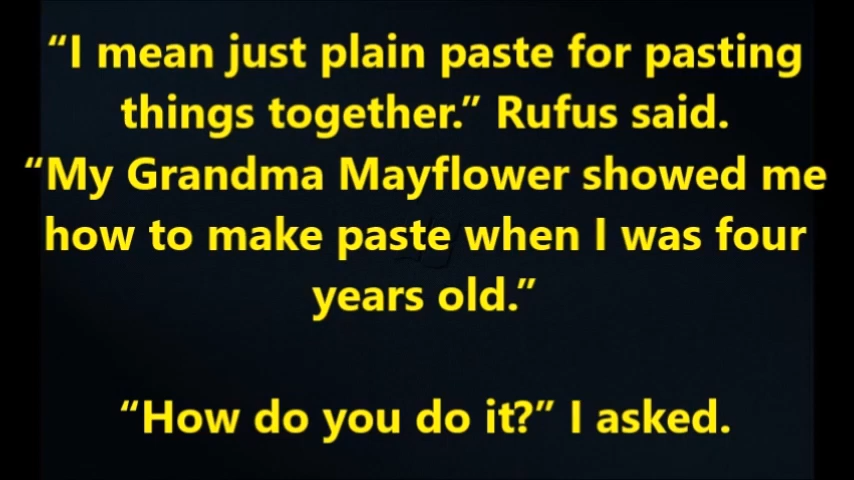 “I mean just plain paste for pasting
things together.” Rufus said.
“My Grandma Mayflower showed me
how to make paste when I was four
years old.”
“How do you do it?” I asked.